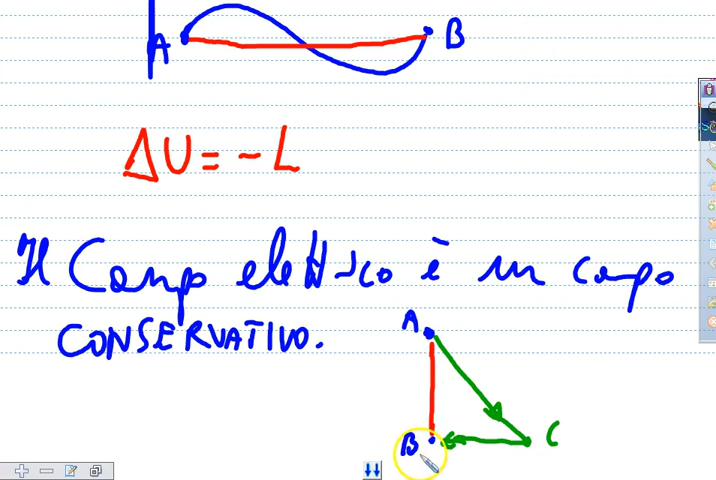 A B
ΔU = - L
Il Campo elettrico è un campo
CONSERVATIVO.
A
B C